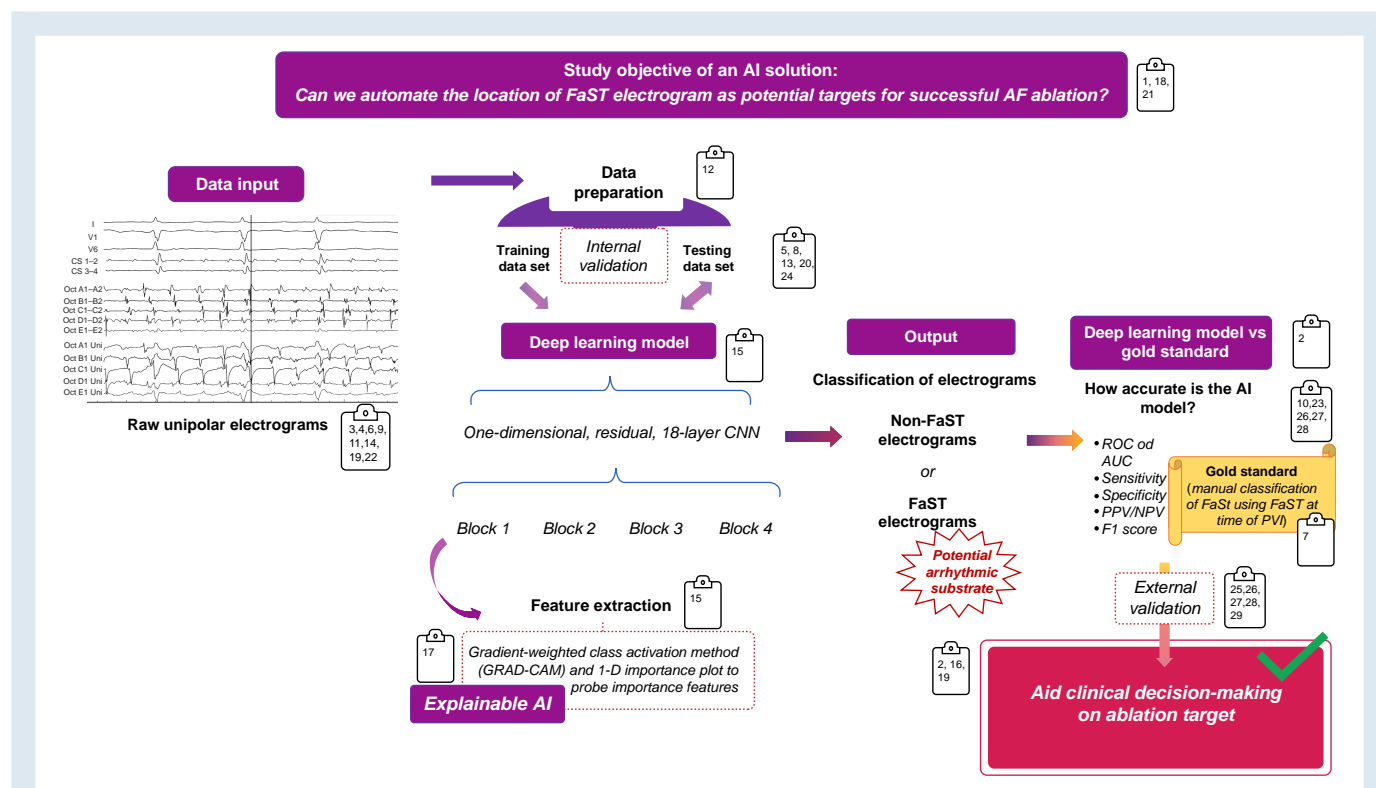 Study objective of an AI solution:
Can we automate the location of FaST electrogram as potential targets for successful AF ablation?
1, 18,
21
Data input
I
V1
V6
CS 1–2
CS 3–4
Oct A1–A2
Oct B1–B2
Oct C1–C2
Oct D1–D2
Oct E1–E2
Oct A1 Uni
Oct B1 Uni
Oct C1 Uni
Oct D1 Uni
Oct E1 Uni
Raw unipolar electrograms
3,4,6,9,
11,14,
19,22
Data
preparation
12
Training
data set
Internal
validation
Testing
data set
5, 8,
13, 20,
24
Deep learning model
15
One-dimensional, residual, 18-layer CNN
Block 1
Block 2
Block 3
Block 4
Feature extraction
15
17
Gradient-weighted class activation method
(GRAD-CAM) and 1-D importance plot to
probe importance features
Explainable AI
Output
Classification of electrograms
Non-FaST
electrograms
or
FaST
electrograms
Potential
arrhythmic
substrate
Deep learning model vs
gold standard
2
How accurate is the AI
model?
10,23,
26,27,
28
• ROC od
AUC
• Sensitivity
• Specificity
• PPV/NPV
• F1 score
Gold standard
(manual classification
of FaSt using FaST at
time of PVI)
7
External
validation
25,26,
27,28,
29
2, 16,
19
Aid clinical decision-making
on ablation target